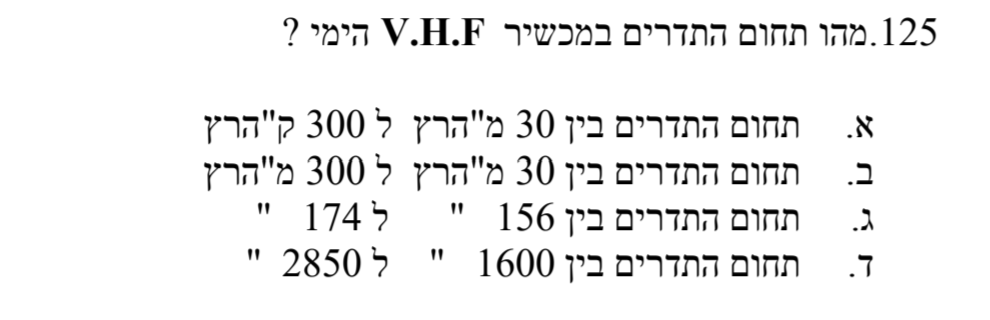 125.מהו תחום התדרים במכשיר V.H.F הימי ?
א. תחום התדרים בין 30 מ"הרץ ל 300 ק"הרץ
ב. תחום התדרים בין 30 מ"הרץ ל 300 מ"הרץ
ג. תחום התדרים בין 156 " ל 174 "
ד. תחום התדרים בין 1600 " ל 2850 "